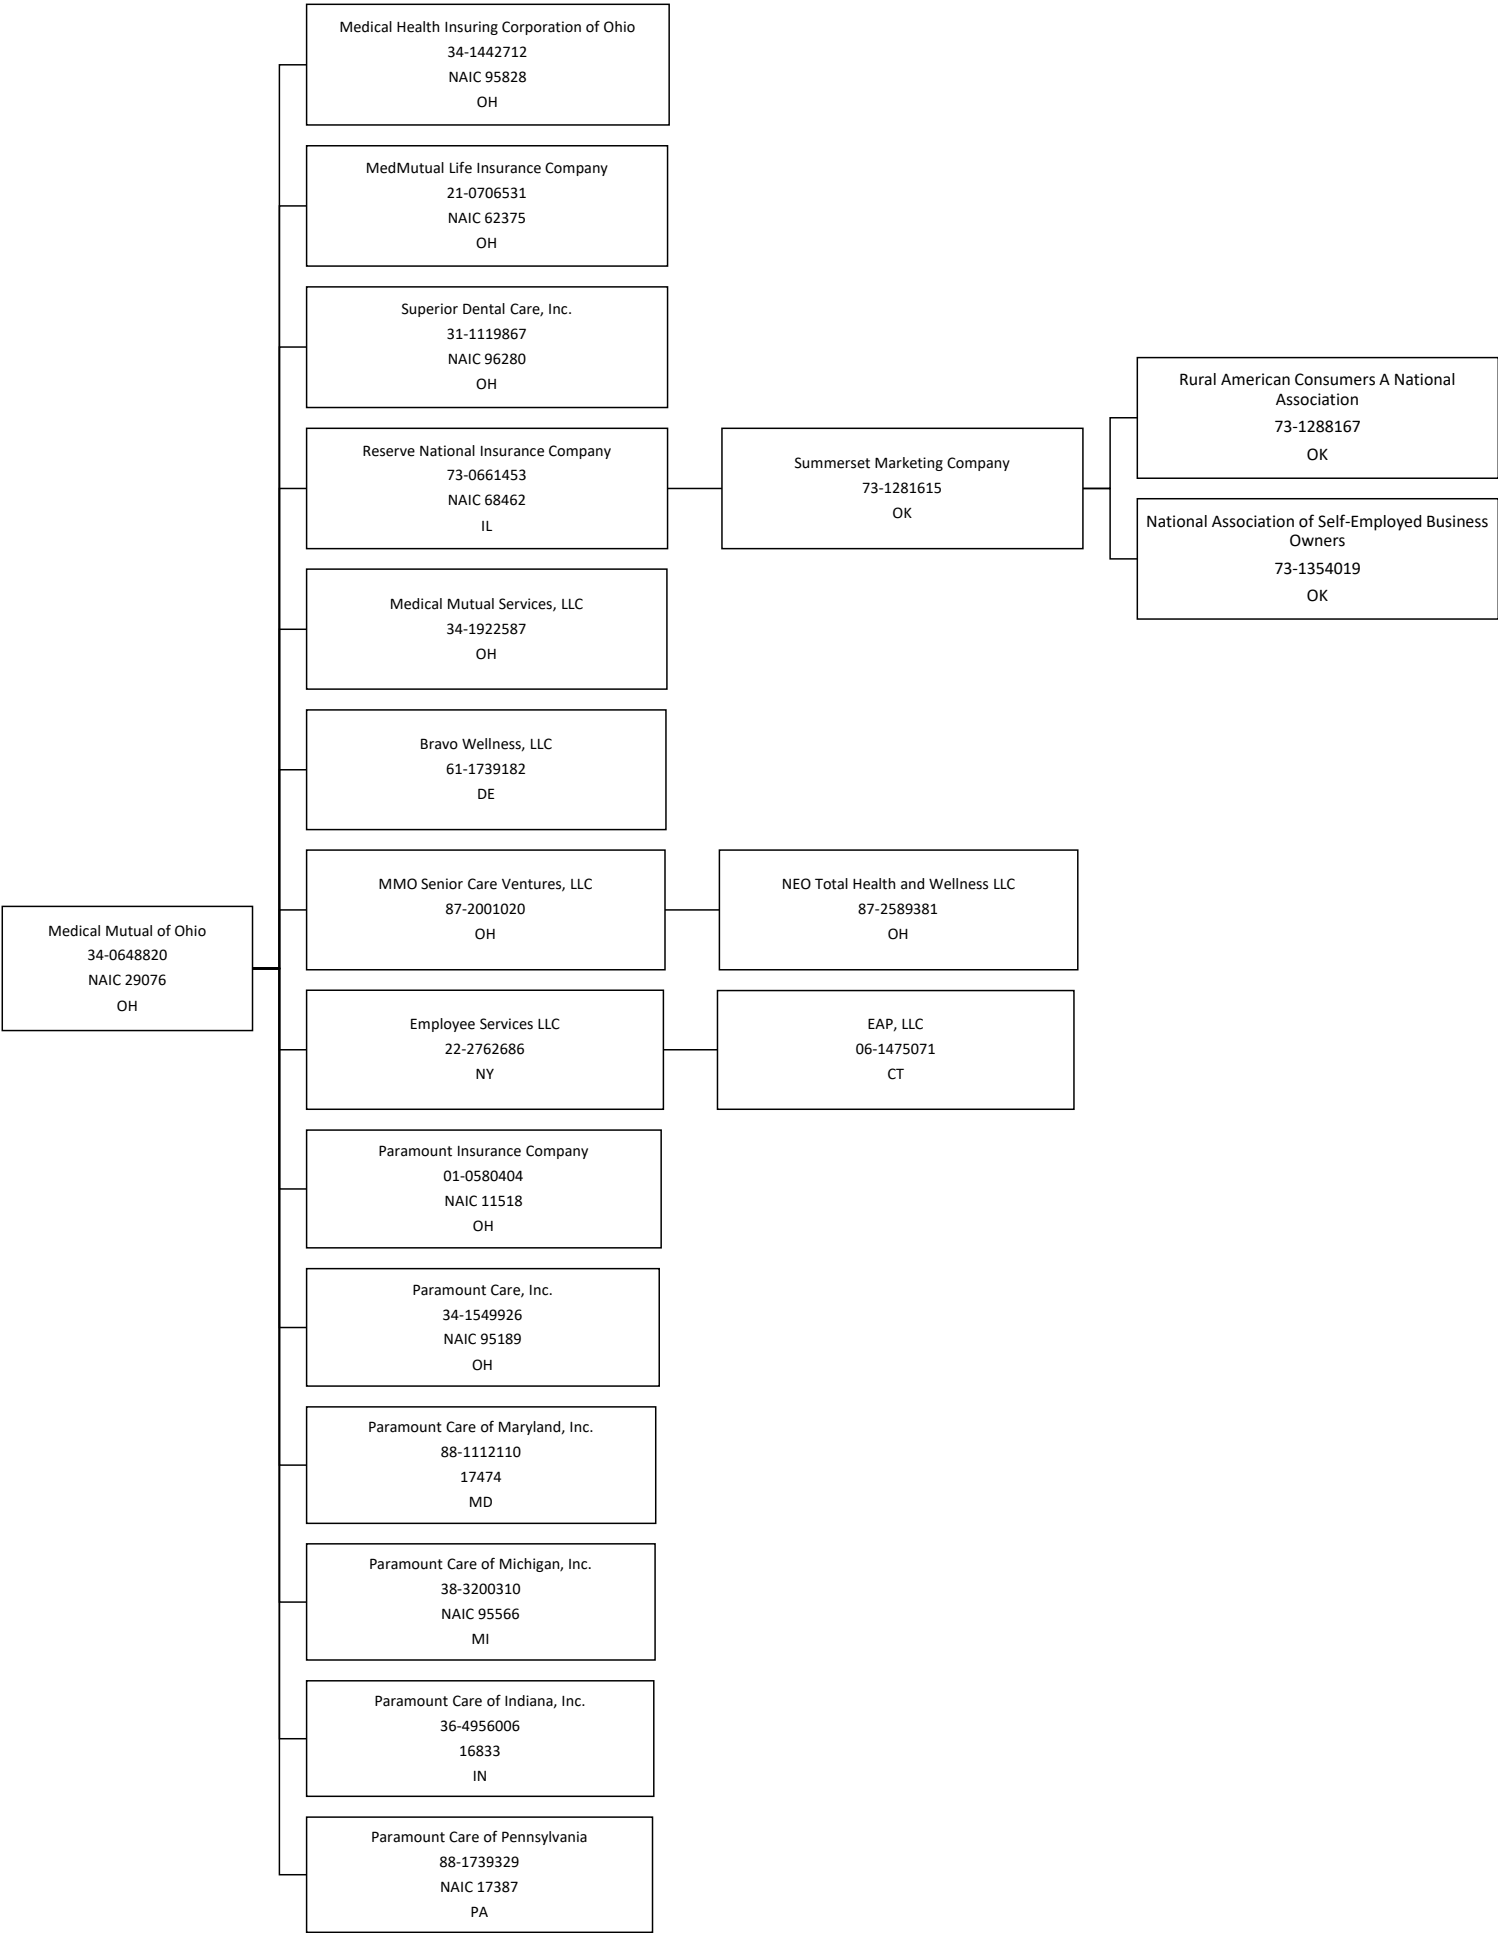 Medical Health Insuring Corporation of Ohio
34-1442712
NAIC 95828
OH
MedMutual Life Insurance Company
21-0706531
NAIC 62375
OH
Superior Dental Care, Inc.
31-1119867
NAIC 96280
OH
Reserve National Insurance Company
73-0661453
NAIC 68462
IL
Summerset Marketing Company
73-1281615
OK
Rural American Consumers A National
Association
73-1288167
OK
National Association of Self-Employed Business
Owners
73-1354019
OK
Medical Mutual Services, LLC
34-1922587
OH
Bravo Wellness, LLC
61-1739182
DE
MMO Senior Care Ventures, LLC
87-2001020
OH
NEO Total Health and Wellness LLC
87-2589381
OH
Medical Mutual of Ohio
34-0648820
NAIC 29076
OH
Employee Services LLC
22-2762686
NY
EAP, LLC
06-1475071
CT
Paramount Insurance Company
01-0580404
NAIC 11518
OH
Paramount Care, Inc.
34-1549926
NAIC 95189
OH
Paramount Care of Maryland, Inc.
88-1112110
17474
MD
Paramount Care of Michigan, Inc.
38-3200310
NAIC 95566
MI
Paramount Care of Indiana, Inc.
36-4956006
16833
IN
Paramount Care of Pennsylvania
88-1739329
NAIC 17387
PA